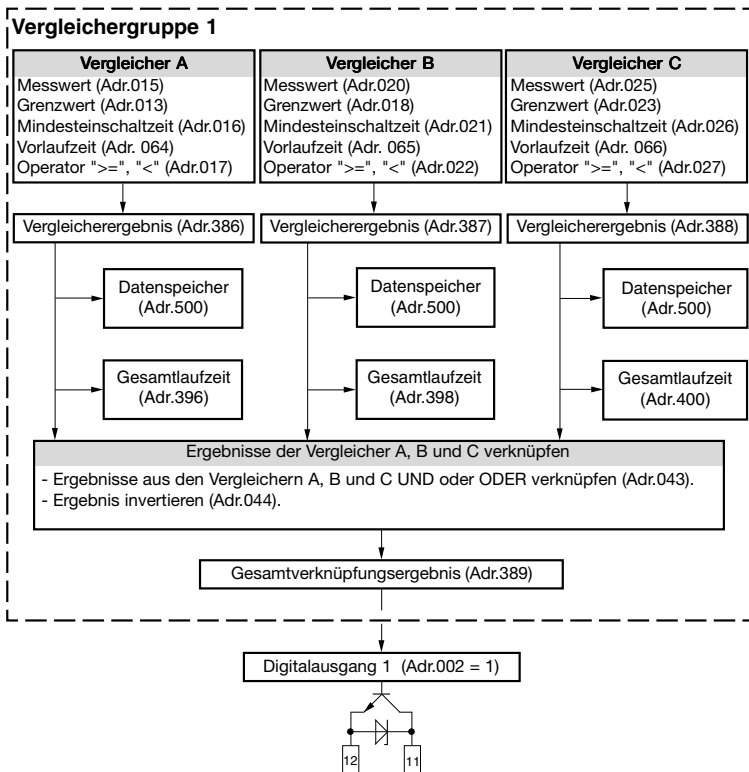 Vergleichergruppe 1
Vergleicher A
Messwert (Adr.015)
Grenzwert (Adr.013)
Mindesteinschaltzeit (Adr.016)
Vorlaufzeit (Adr. 064)
Operator ">=", "<" (Adr.017)
Vergleicher B
Messwert (Adr.020)
Grenzwert (Adr.018)
Mindesteinschaltzeit (Adr.021)
Vorlaufzeit (Adr. 065)
Operator ">=", "<" (Adr.022)
Vergleicher C
Messwert (Adr.025)
Grenzwert (Adr.023)
Mindesteinschaltzeit (Adr.026)
Vorlaufzeit (Adr. 066)
Operator ">=", "<" (Adr.027)
Vergleicherergebnis (Adr.386)
Vergleicherergebnis (Adr.387)
Vergleicherergebnis (Adr.388)
Datenspeicher
(Adr.500)
Datenspeicher
(Adr.500)
Datenspeicher
(Adr.500)
Gesamtlaufzeit
(Adr.396)
Gesamtlaufzeit
(Adr.398)
Gesamtlaufzeit
(Adr.400)
Ergebnisse der Vergleicher A, B und C verknüpfen
- Ergebnisse aus den Vergleichern A, B und C UND oder ODER verknüpfen (Adr.043).
- Ergebnis invertieren (Adr.044).
Gesamtverknüpfungsergebnis (Adr.389)
Digitalausgang 1 (Adr.002 = 1)
12
11